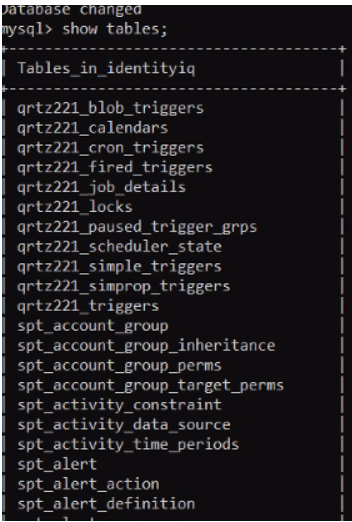 Database changed
mysql> show tables;
+----------------------------------+
| Tables_in_identityiq |
+----------------------------------+
| qrtz221_blob_triggers |
| qrtz221_calendars |
| qrtz221_cron_triggers |
| qrtz221_fired_triggers |
| qrtz221_job_details |
| qrtz221_locks |
| qrtz221_paused_trigger_grps |
| qrtz221_scheduler_state |
| qrtz221_simple_triggers |
| qrtz221_simprop_triggers |
| qrtz221_triggers |
| spt_account_group |
| spt_account_group_inheritance |
| spt_account_group_perms |
| spt_account_group_target_perms |
| spt_activity_constraint |
| spt_activity_data_source |
| spt_activity_time_periods |
| spt_alert |
| spt_alert_action |
| spt_alert_definition |